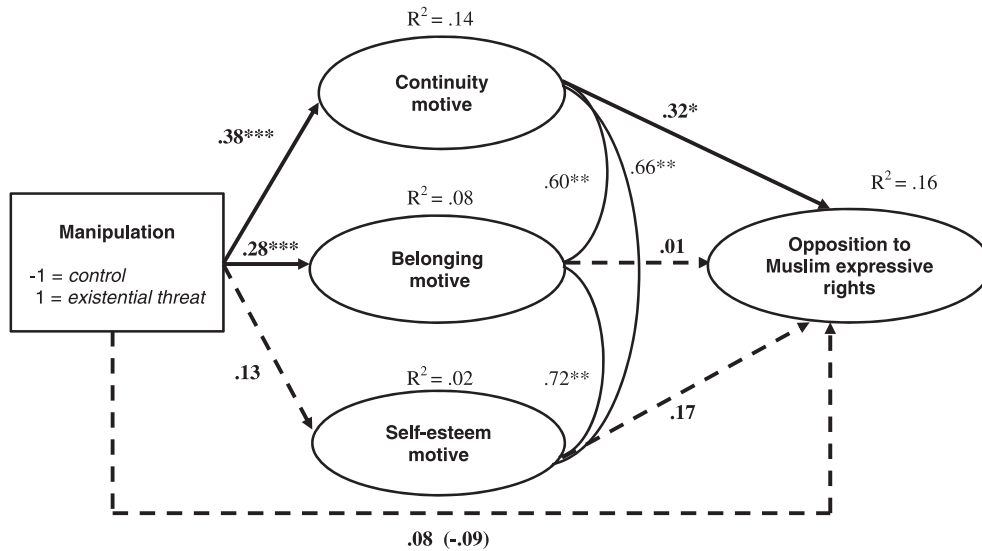 R² = .14
Continuity
motive
.38***
.32*
.60**
.66**
R² = .08
R² = .16
Manipulation
-1 = control
1 = existential threat
.28***
Belonging
motive
.01
Opposition to
Muslim expressive
rights
.13
R² = .02
.72**
Self-esteem
motive
.17
.08 (-.09)